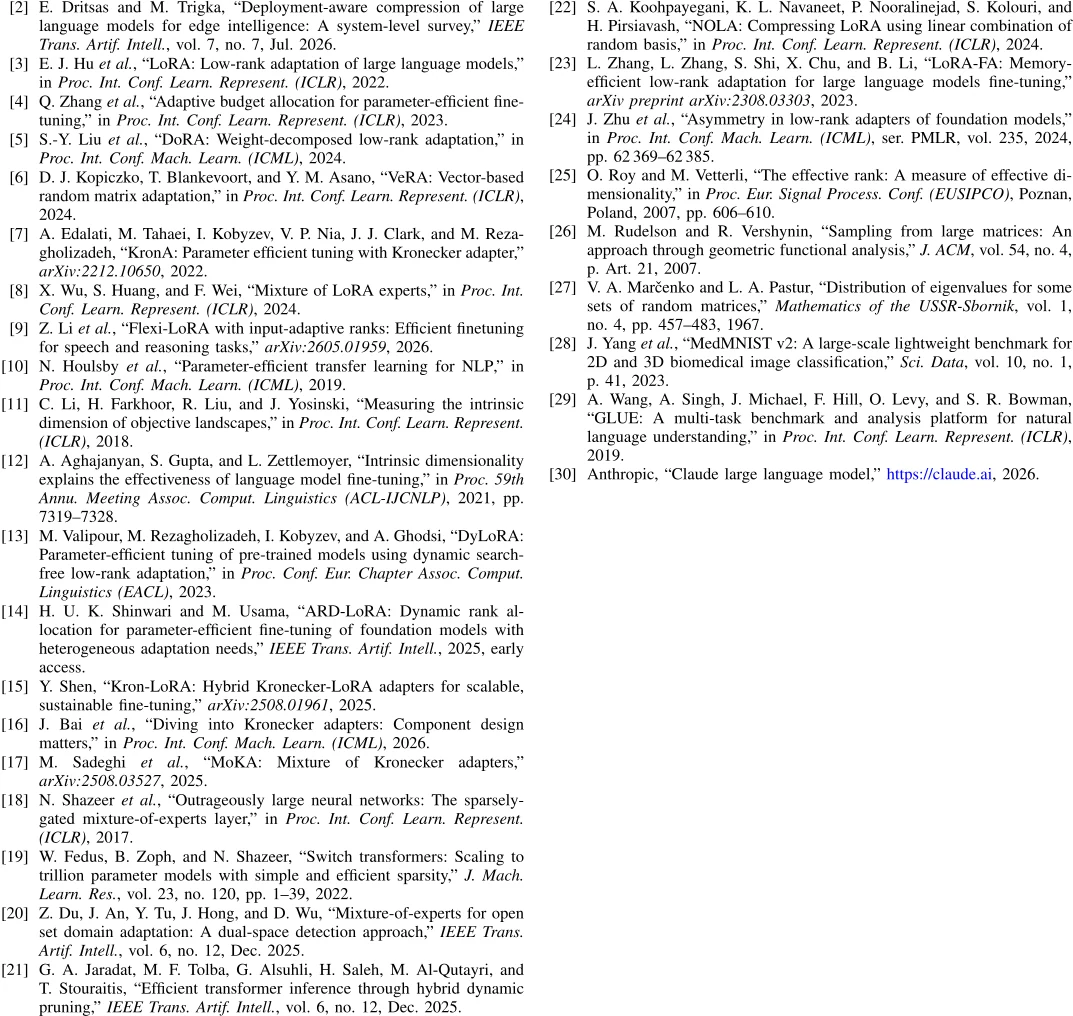 [2] E. Dritsas and M. Trigka, “Deployment-aware compression of large
language models for edge intelligence: A system-level survey,” IEEE
Trans. Artif. Intell., vol. 7, no. 7, Jul. 2026.
[3] E. J. Hu et al., “LoRA: Low-rank adaptation of large language models,”
in Proc. Int. Conf. Learn. Represent. (ICLR), 2022.
[4] Q. Zhang et al., “Adaptive budget allocation for parameter-efficient fine-
tuning,” in Proc. Int. Conf. Learn. Represent. (ICLR), 2023.
[5] S.-Y. Liu et al., “DoRA: Weight-decomposed low-rank adaptation,” in
Proc. Int. Conf. Mach. Learn. (ICML), 2024.
[6] D. J. Kopiczko, T. Blankevoort, and Y. M. Asano, “VeRA: Vector-based
random matrix adaptation,” in Proc. Int. Conf. Learn. Represent. (ICLR),
2024.
[7] A. Edalati, M. Tahaei, I. Kobyzev, V. P. Nia, J. J. Clark, and M. Reza-
gholizadeh, “KronA: Parameter efficient tuning with Kronecker adapter,”
arXiv:2212.10650, 2022.
[8] X. Wu, S. Huang, and F. Wei, “Mixture of LoRA experts,” in Proc. Int.
Conf. Learn. Represent. (ICLR), 2024.
[9] Z. Li et al., “Flexi-LoRA with input-adaptive ranks: Efficient finetuning
for speech and reasoning tasks,” arXiv:2605.01959, 2026.
[10] N. Houlsby et al., “Parameter-efficient transfer learning for NLP,” in
Proc. Int. Conf. Mach. Learn. (ICML), 2019.
[11] C. Li, H. Farkhoor, R. Liu, and J. Yosinski, “Measuring the intrinsic
dimension of objective landscapes,” in Proc. Int. Conf. Learn. Represent.
(ICLR), 2018.
[12] A. Aghajanyan, S. Gupta, and L. Zettlemoyer, “Intrinsic dimensionality
explains the effectiveness of language model fine-tuning,” in Proc. 59th
Annu. Meeting Assoc. Comput. Linguistics (ACL-IJCNLP), 2021, pp.
7319–7328.
[13] M. Valipour, M. Rezagholizadeh, I. Kobyzev, and A. Ghodsi, “DyLoRA:
Parameter-efficient tuning of pre-trained models using dynamic search-
free low-rank adaptation,” in Proc. Conf. Eur. Chapter Assoc. Comput.
Linguistics (EACL), 2023.
[14] H. U. K. Shinwari and M. Usama, “ARD-LoRA: Dynamic rank al-
location for parameter-efficient fine-tuning of foundation models with
heterogeneous adaptation needs,” IEEE Trans. Artif. Intell., 2025, early
access.
[15] Y. Shen, “Kron-LoRA: Hybrid Kronecker-LoRA adapters for scalable,
sustainable fine-tuning,” arXiv:2508.01961, 2025.
[16] J. Bai et al., “Diving into Kronecker adapters: Component design
matters,” in Proc. Int. Conf. Mach. Learn. (ICML), 2026.
[17] M. Sadeghi et al., “MoKA: Mixture of Kronecker adapters,”
arXiv:2508.03527, 2025.
[18] N. Shazeer et al., “Outrageously large neural networks: The sparsely-
gated mixture-of-experts layer,” in Proc. Int. Conf. Learn. Represent.
(ICLR), 2017.
[19] W. Fedus, B. Zoph, and N. Shazeer, “Switch transformers: Scaling to
trillion parameter models with simple and efficient sparsity,” J. Mach.
Learn. Res., vol. 23, no. 120, pp. 1–39, 2022.
[20] Z. Du, J. An, Y. Tu, J. Hong, and D. Wu, “Mixture-of-experts for open
set domain adaptation: A dual-space detection approach,” IEEE Trans.
Artif. Intell., vol. 6, no. 12, Dec. 2025.
[21] G. A. Jaradat, M. F. Tolba, G. Alsuhli, H. Saleh, M. Al-Qutayri, and
T. Stouraitis, “Efficient transformer inference through hybrid dynamic
pruning,” IEEE Trans. Artif. Intell., vol. 6, no. 12, Dec. 2025.
[22] S. A. Koohpayegani, K. L. Navaneet, P. Nooralinejad, S. Kolouri, and
H. Pirsiavash, “NOLA: Compressing LoRA using linear combination of
random basis,” in Proc. Int. Conf. Learn. Represent. (ICLR), 2024.
[23] L. Zhang, L. Zhang, S. Shi, X. Chu, and B. Li, “LoRA-FA: Memory-
efficient low-rank adaptation for large language models fine-tuning,”
arXiv preprint arXiv:2308.03303, 2023.
[24] J. Zhu et al., “Asymmetry in low-rank adapters of foundation models,”
in Proc. Int. Conf. Mach. Learn. (ICML), ser. PMLR, vol. 235, 2024,
pp. 62 369–62 385.
[25] O. Roy and M. Vetterli, “The effective rank: A measure of effective di-
mensionality,” in Proc. Eur. Signal Process. Conf. (EUSIPCO), Poznan,
Poland, 2007, pp. 606–610.
[26] M. Rudelson and R. Vershynin, “Sampling from large matrices: An
approach through geometric functional analysis,” J. ACM, vol. 54, no. 4,
p. Art. 21, 2007.
[27] V. A. Marčenko and L. A. Pastur, “Distribution of eigenvalues for some
sets of random matrices,” Mathematics of the USSR-Sbornik, vol. 1,
no. 4, pp. 457–483, 1967.
[28] J. Yang et al., “MedMNIST v2: A large-scale lightweight benchmark for
2D and 3D biomedical image classification,” Sci. Data, vol. 10, no. 1,
p. 41, 2023.
[29] A. Wang, A. Singh, J. Michael, F. Hill, O. Levy, and S. R. Bowman,
“GLUE: A multi-task benchmark and analysis platform for natural
language understanding,” in Proc. Int. Conf. Learn. Represent. (ICLR),
2019.
[30] Anthropic, “Claude large language model,” https://claude.ai, 2026.